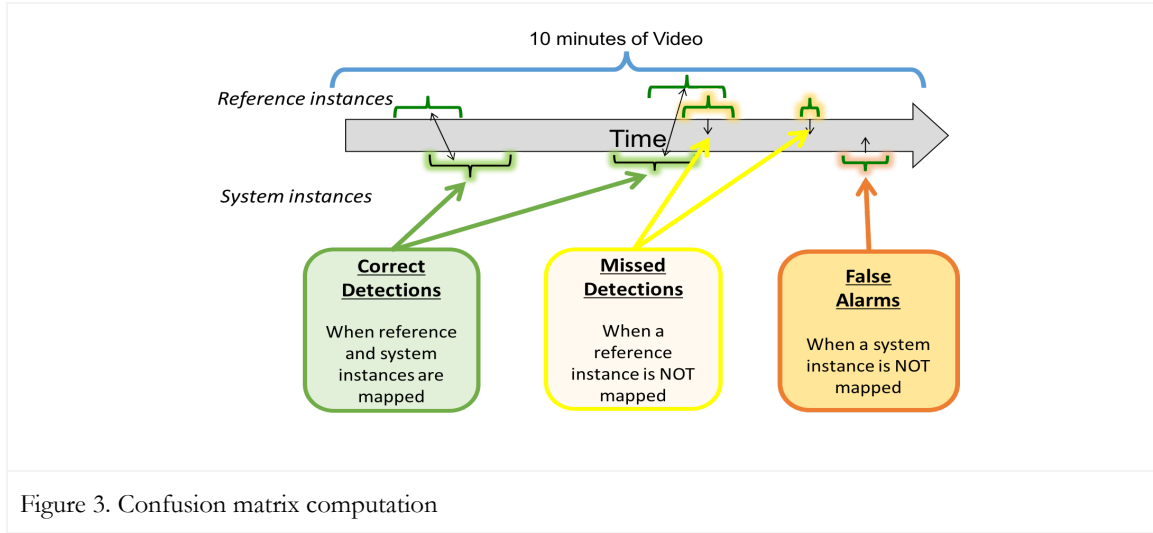 10 minutes of Video
Reference instances
Time
System instances
Correct
Detections
When reference
and system
instances are
mapped
Missed
Detections
When a
reference
instance is NOT
mapped
False
Alarms
When a system
instance is NOT
mapped
Figure 3. Confusion matrix computation